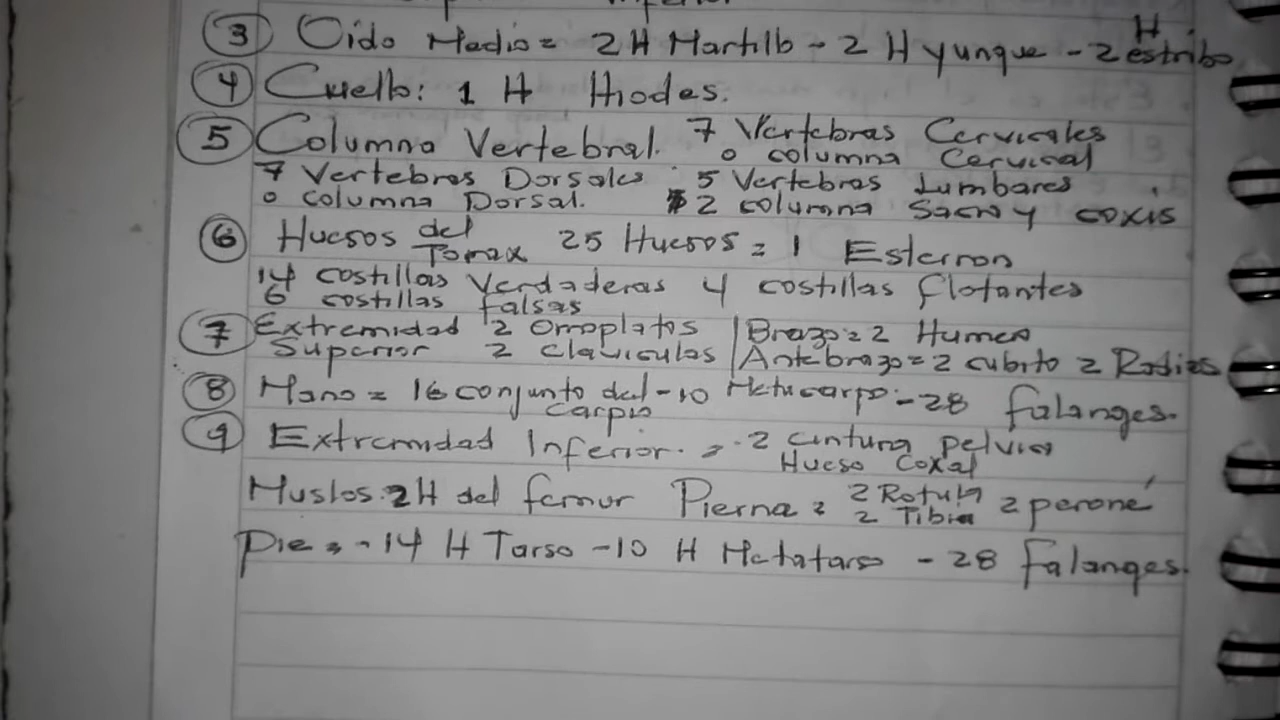 ③ Oido Medio = 2H Martillo - 2 H yunque - 2 H estribo
④ Cuello: 1 H Hiodes.
⑤ Columna Vertebral. 7 Vertebras Cervicales
o columna Cervical
7 Vertebras Dorsales 5 Vertebras Lumbares
o columna Dorsal. 2 columna Sacro y coxis
⑥ Huesos del Torax 25 Huesos = 1 Esternon
14 costillas Verdaderas 4 costillas flotantes
6 costillas falsas
⑦ Extremidad 2 Omoplatos | Brazo = 2 Humero
Superior 2 Claviculas | Antebrazo = 2 cubito 2 Radios
⑧ Mano = 16 conjunto del carpio - 10 Metucarpo - 28 falanges.
⑨ Extremidad Inferior. = - 2 cintura pelvica
Hueso Coxal
Muslos: 2H del femur Pierna = 2 Rotula 2 peroné
2 Tibia
Pie = - 14 H Tarso - 10 H Metatarso - 28 falanges.